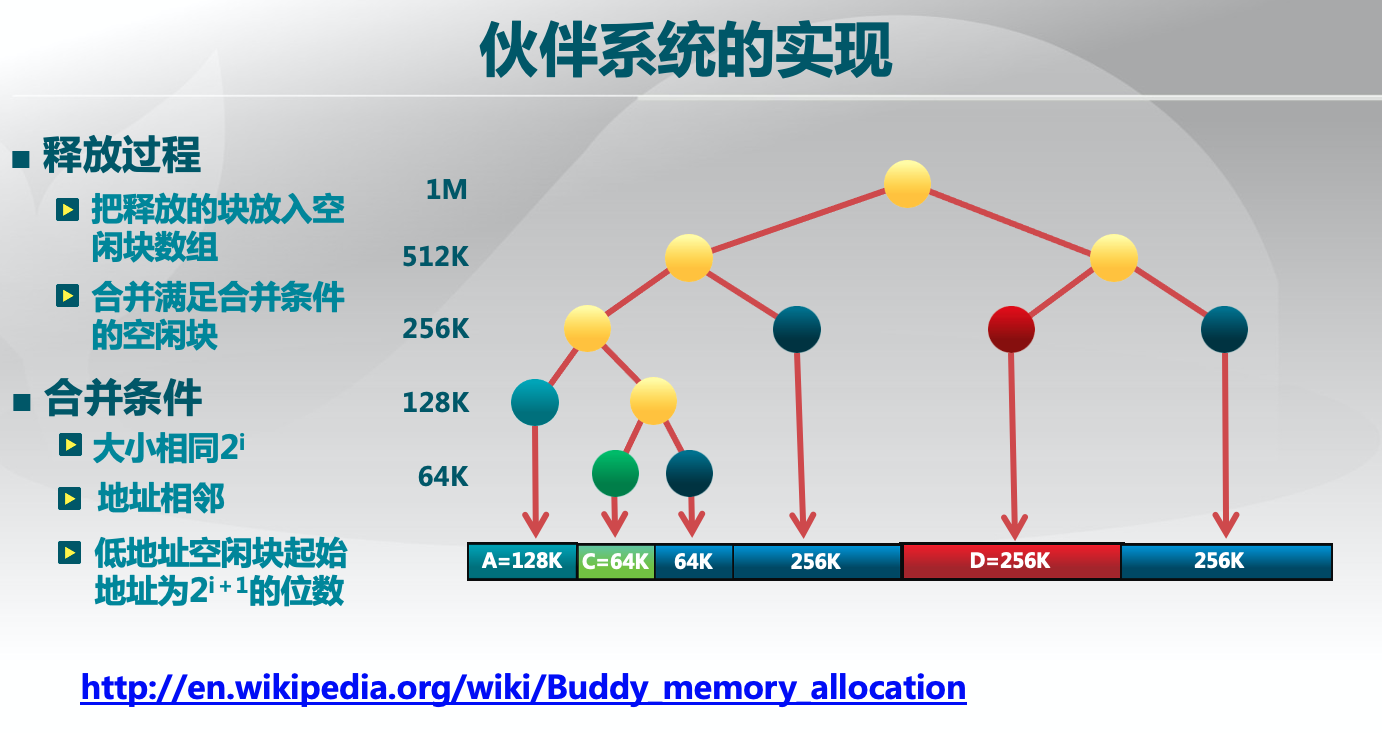 伙伴系统的实现
释放过程
把释放的块放入空
闲块数组
合并满足合并条件
的空闲块
合并条件
大小相同2ⁱ
地址相邻
低地址空闲块起始
地址为2ⁱ⁺¹的位数
1M
512K
256K
128K
64K
A=128K C=64K 64K 256K D=256K 256K
http://en.wikipedia.org/wiki/Buddy_memory_allocation